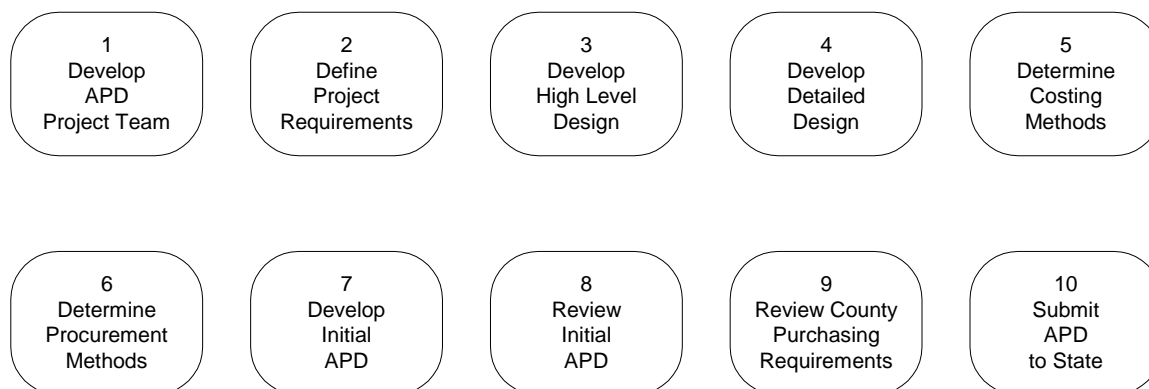 1
Develop
APD
Project Team
2
Define
Project
Requirements
3
Develop
High Level
Design
4
Develop
Detailed
Design
5
Determine
Costing
Methods
6
Determine
Procurement
Methods
7
Develop
Initial
APD
8
Review
Initial
APD
9
Review County
Purchasing
Requirements
10
Submit
APD
to State